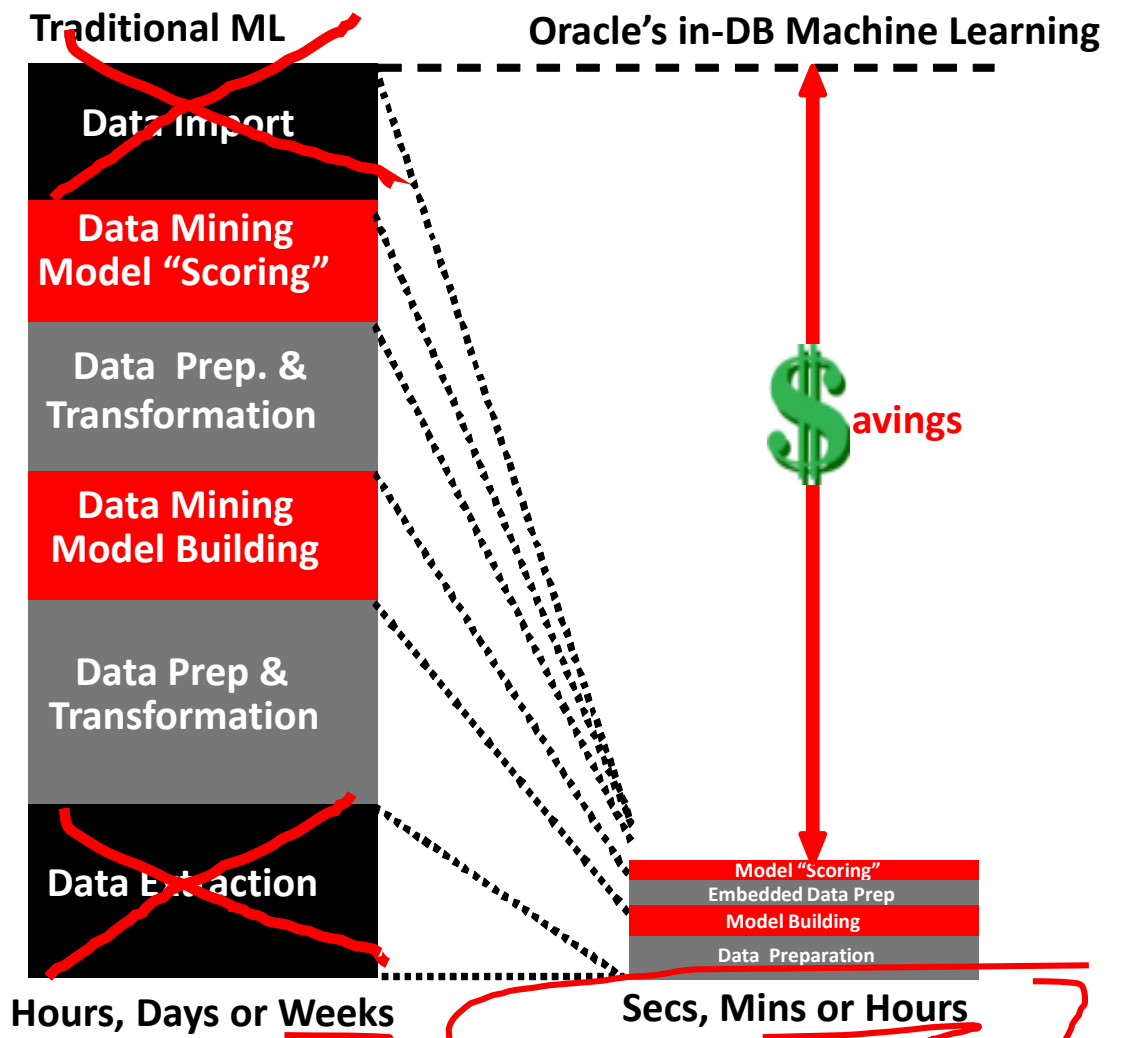 Traditional ML
Oracle's in-DB Machine Learning
Data Import
Data Mining
Model “Scoring”
Data Prep. &
Transformation
Data Mining
Model Building
Data Prep &
Transformation
Data Extraction
$avings
Model “Scoring”
Embedded Data Prep
Model Building
Data Preparation
Hours, Days or Weeks
Secs, Mins or Hours